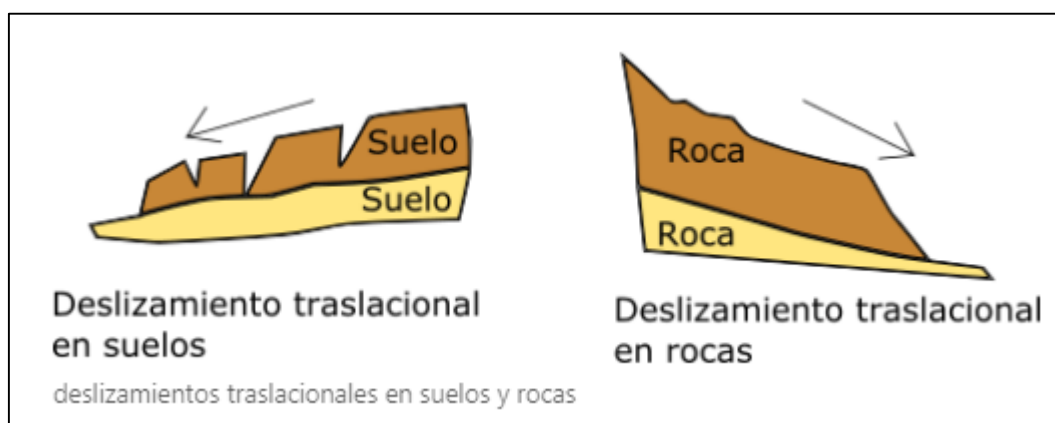 Suelo
Suelo
Deslizamiento traslacional
en suelos
Roca
Roca
Deslizamiento traslacional
en rocas
deslizamientos traslacionales en suelos y rocas